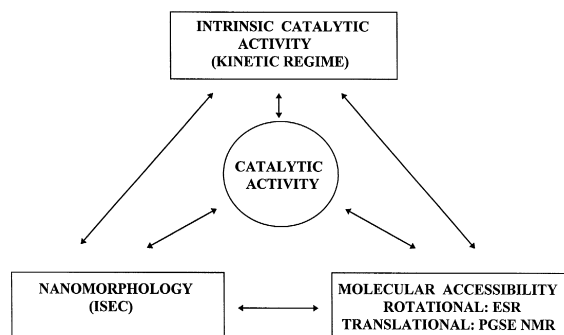 INTRINSIC CATALYTIC
ACTIVITY
(KINETIC REGIME)
CATALYTIC
ACTIVITY
NANOMORPHOLOGY
(ISEC)
MOLECULAR ACCESSIBILITY
ROTATIONAL: ESR
TRANSLATIONAL: PGSE NMR